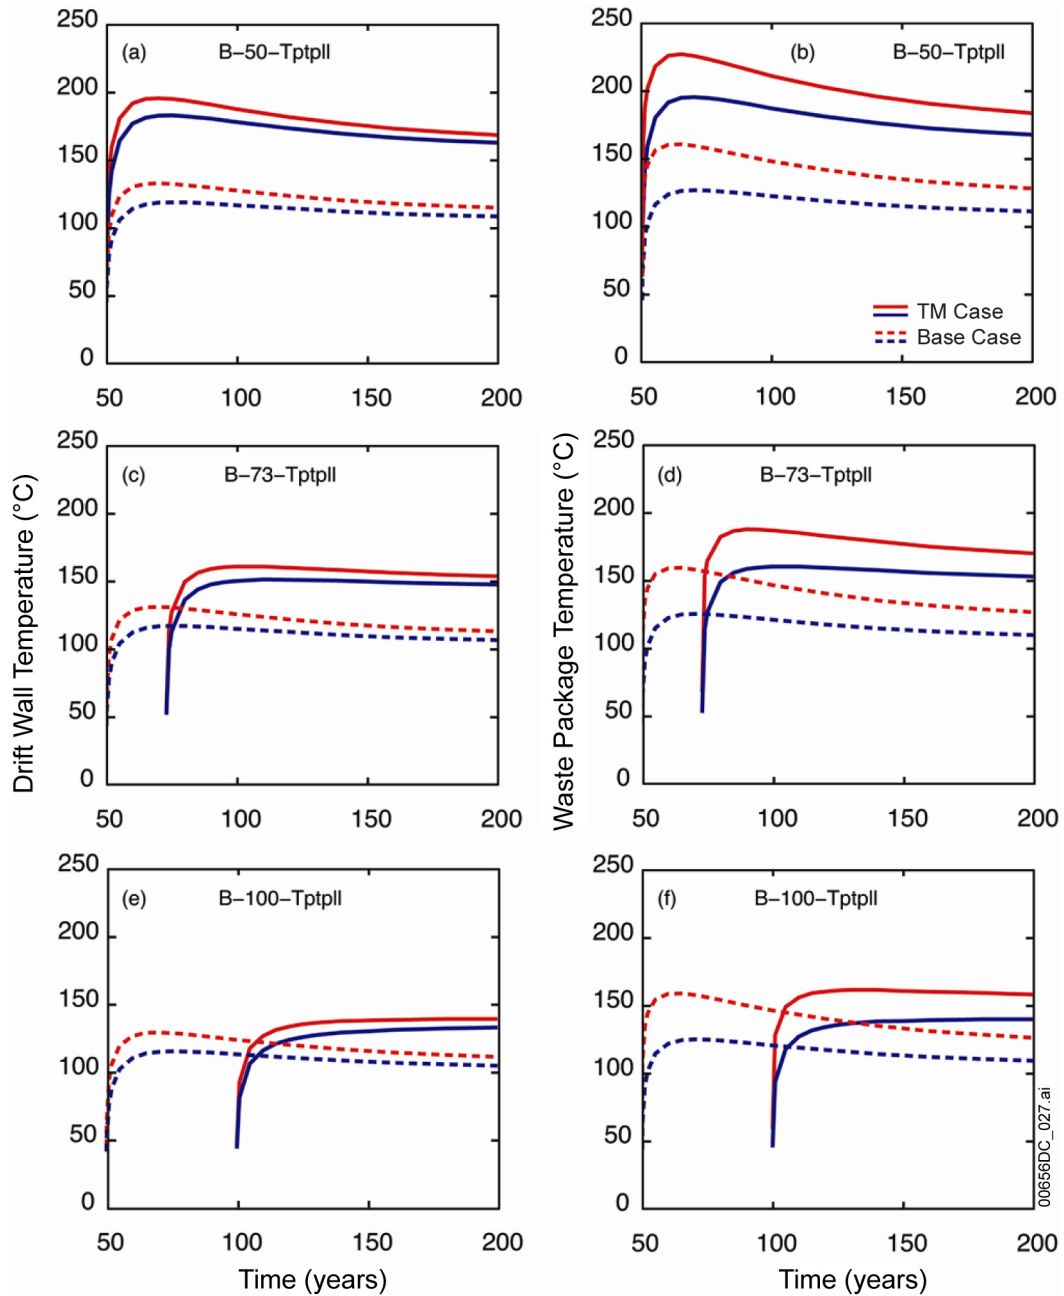 (a) B–50–Tptpll
250
200
150
100
50
0
50 100 150 200
(b) B–50–Tptpll
250
200
150
100
50
0
TM Case
Base Case
50 100 150 200
Drift Wall Temperature (°C)
(c) B–73–Tptpll
250
200
150
100
50
0
50 100 150 200
Waste Package Temperature (°C)
(d) B–73–Tptpll
250
200
150
100
50
0
50 100 150 200
(e) B–100–Tptpll
250
200
150
100
50
0
50 100 150 200
Time (years)
(f) B–100–Tptpll
250
200
150
100
50
0
50 100 150 200
Time (years)
00656DC_027.ai